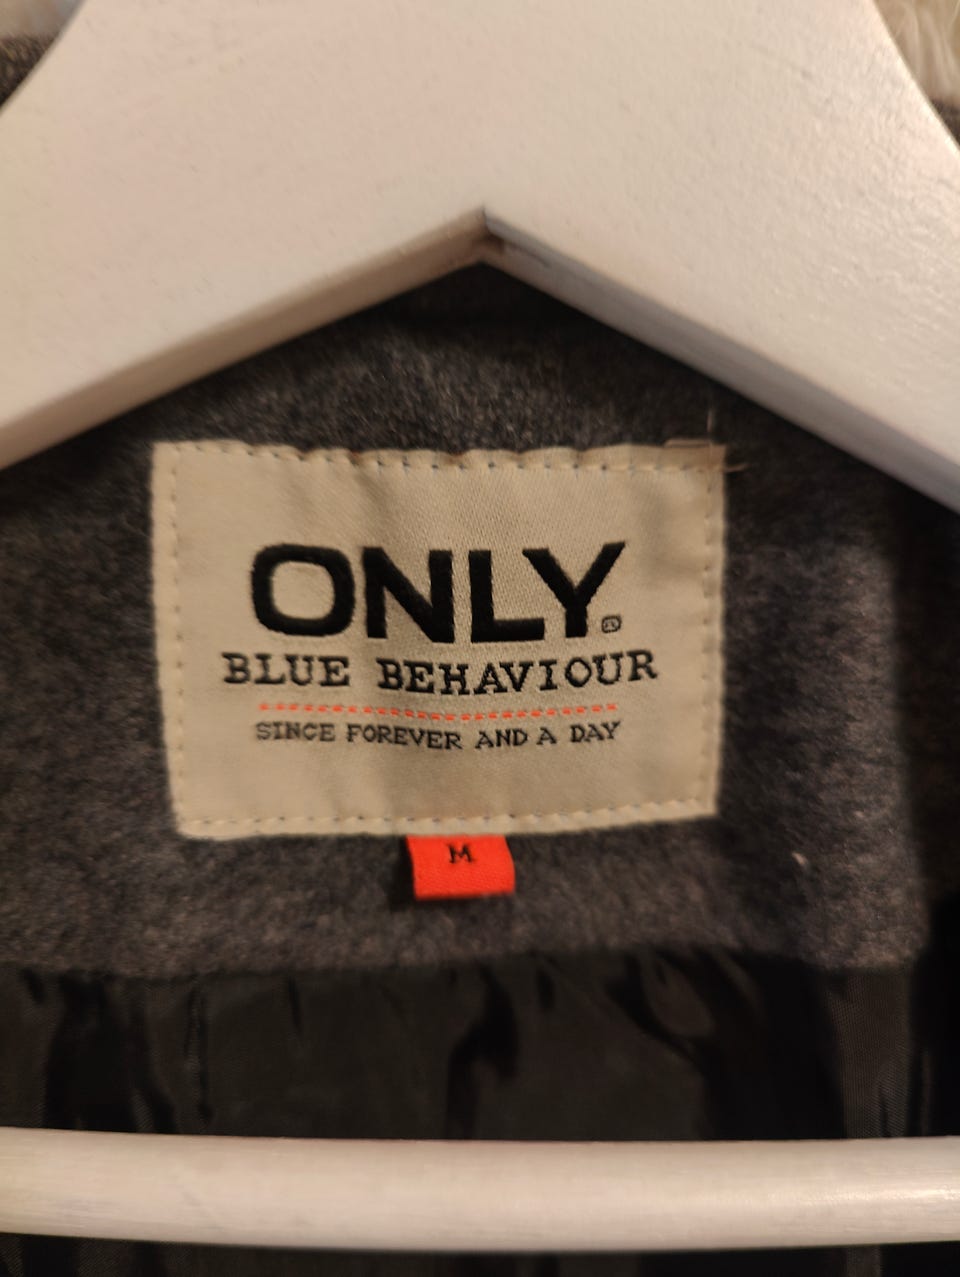 ONLY®
BLUE BEHAVIOUR
SINCE FOREVER AND A DAY
M